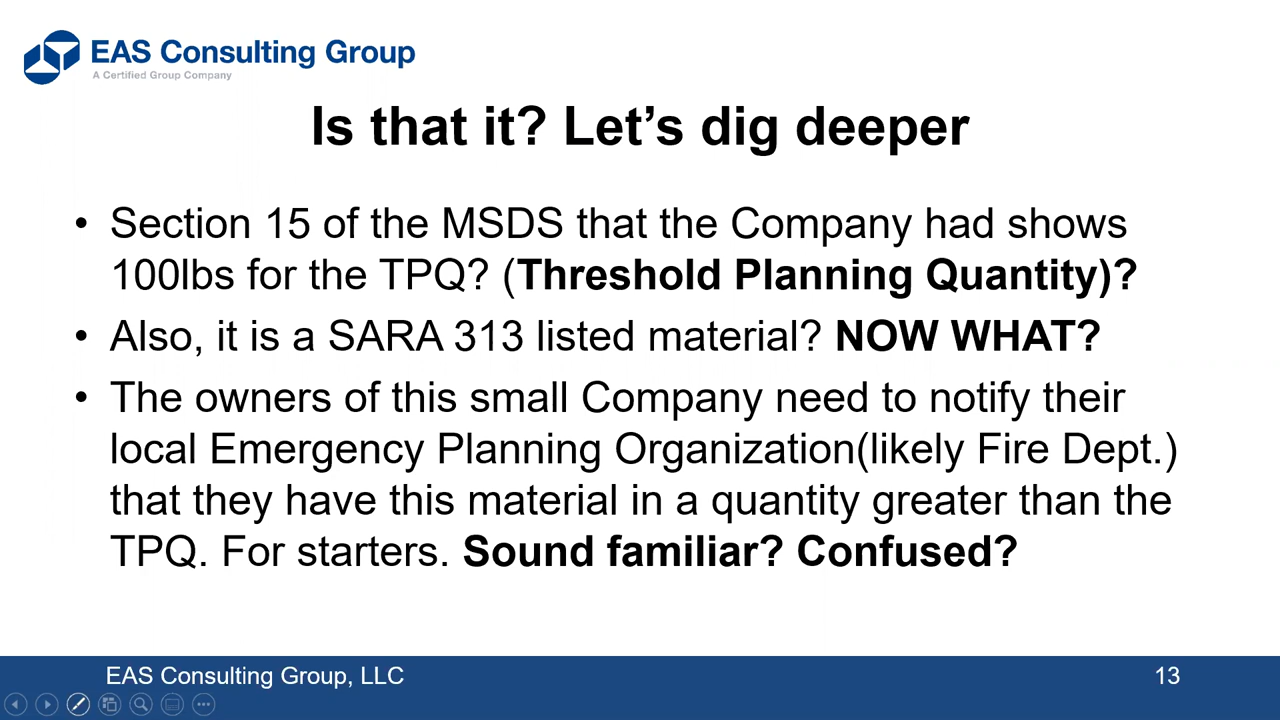 EAS Consulting Group
A Certified Group Company
Is that it? Let’s dig deeper
• Section 15 of the MSDS that the Company had shows
100lbs for the TPQ? (Threshold Planning Quantity)?
• Also, it is a SARA 313 listed material? NOW WHAT?
• The owners of this small Company need to notify their
local Emergency Planning Organization(likely Fire Dept.)
that they have this material in a quantity greater than the
TPQ. For starters. Sound familiar? Confused?
EAS Consulting Group, LLC
13